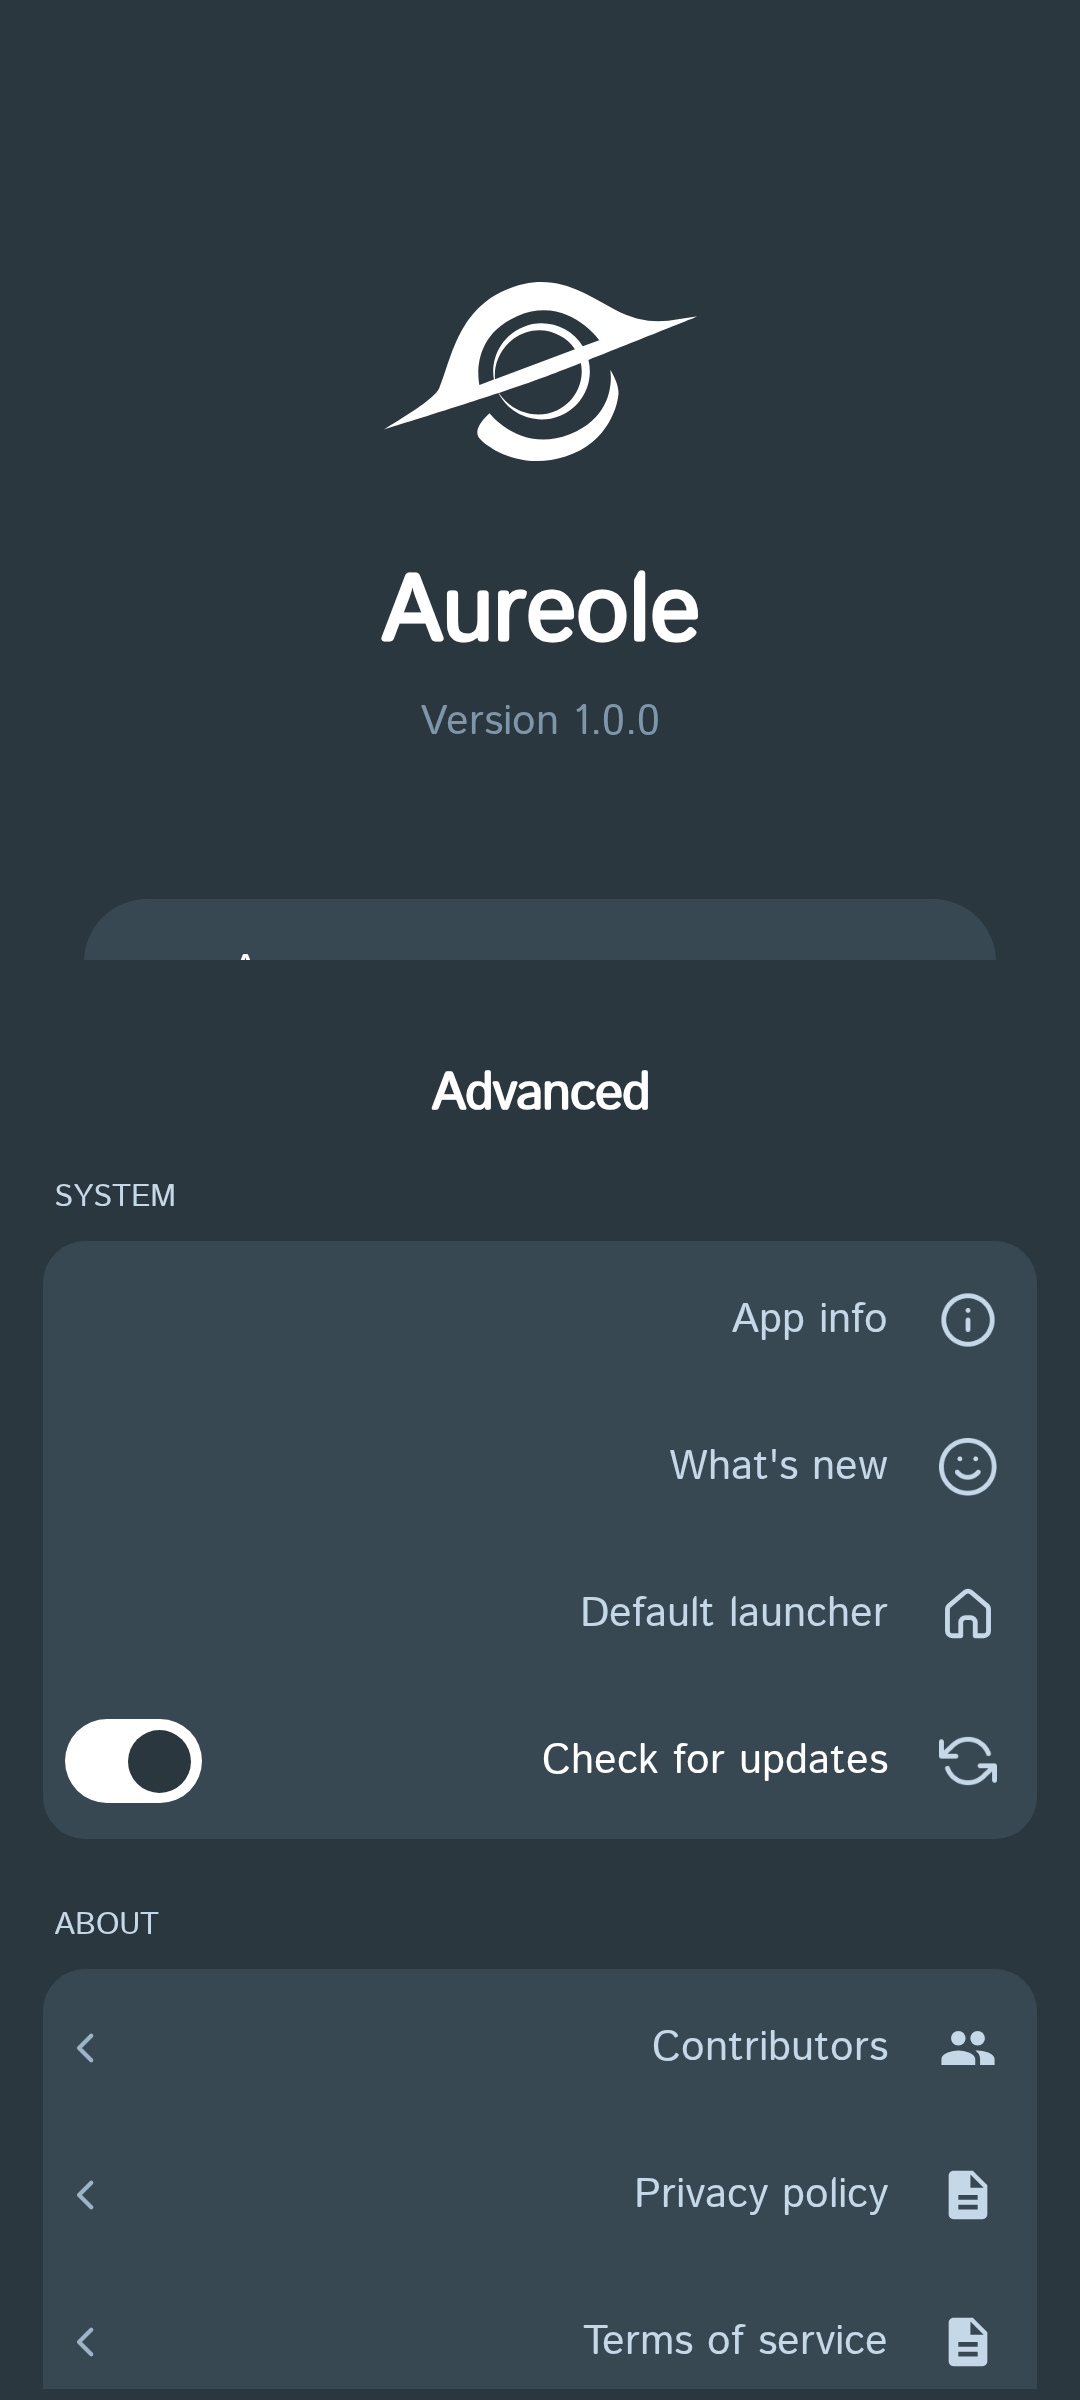 Aureole
Version 1.0.0
Advanced
SYSTEM
App info
What's new
Default launcher
Check for updates
ABOUT
Contributors
Privacy policy
Terms of service